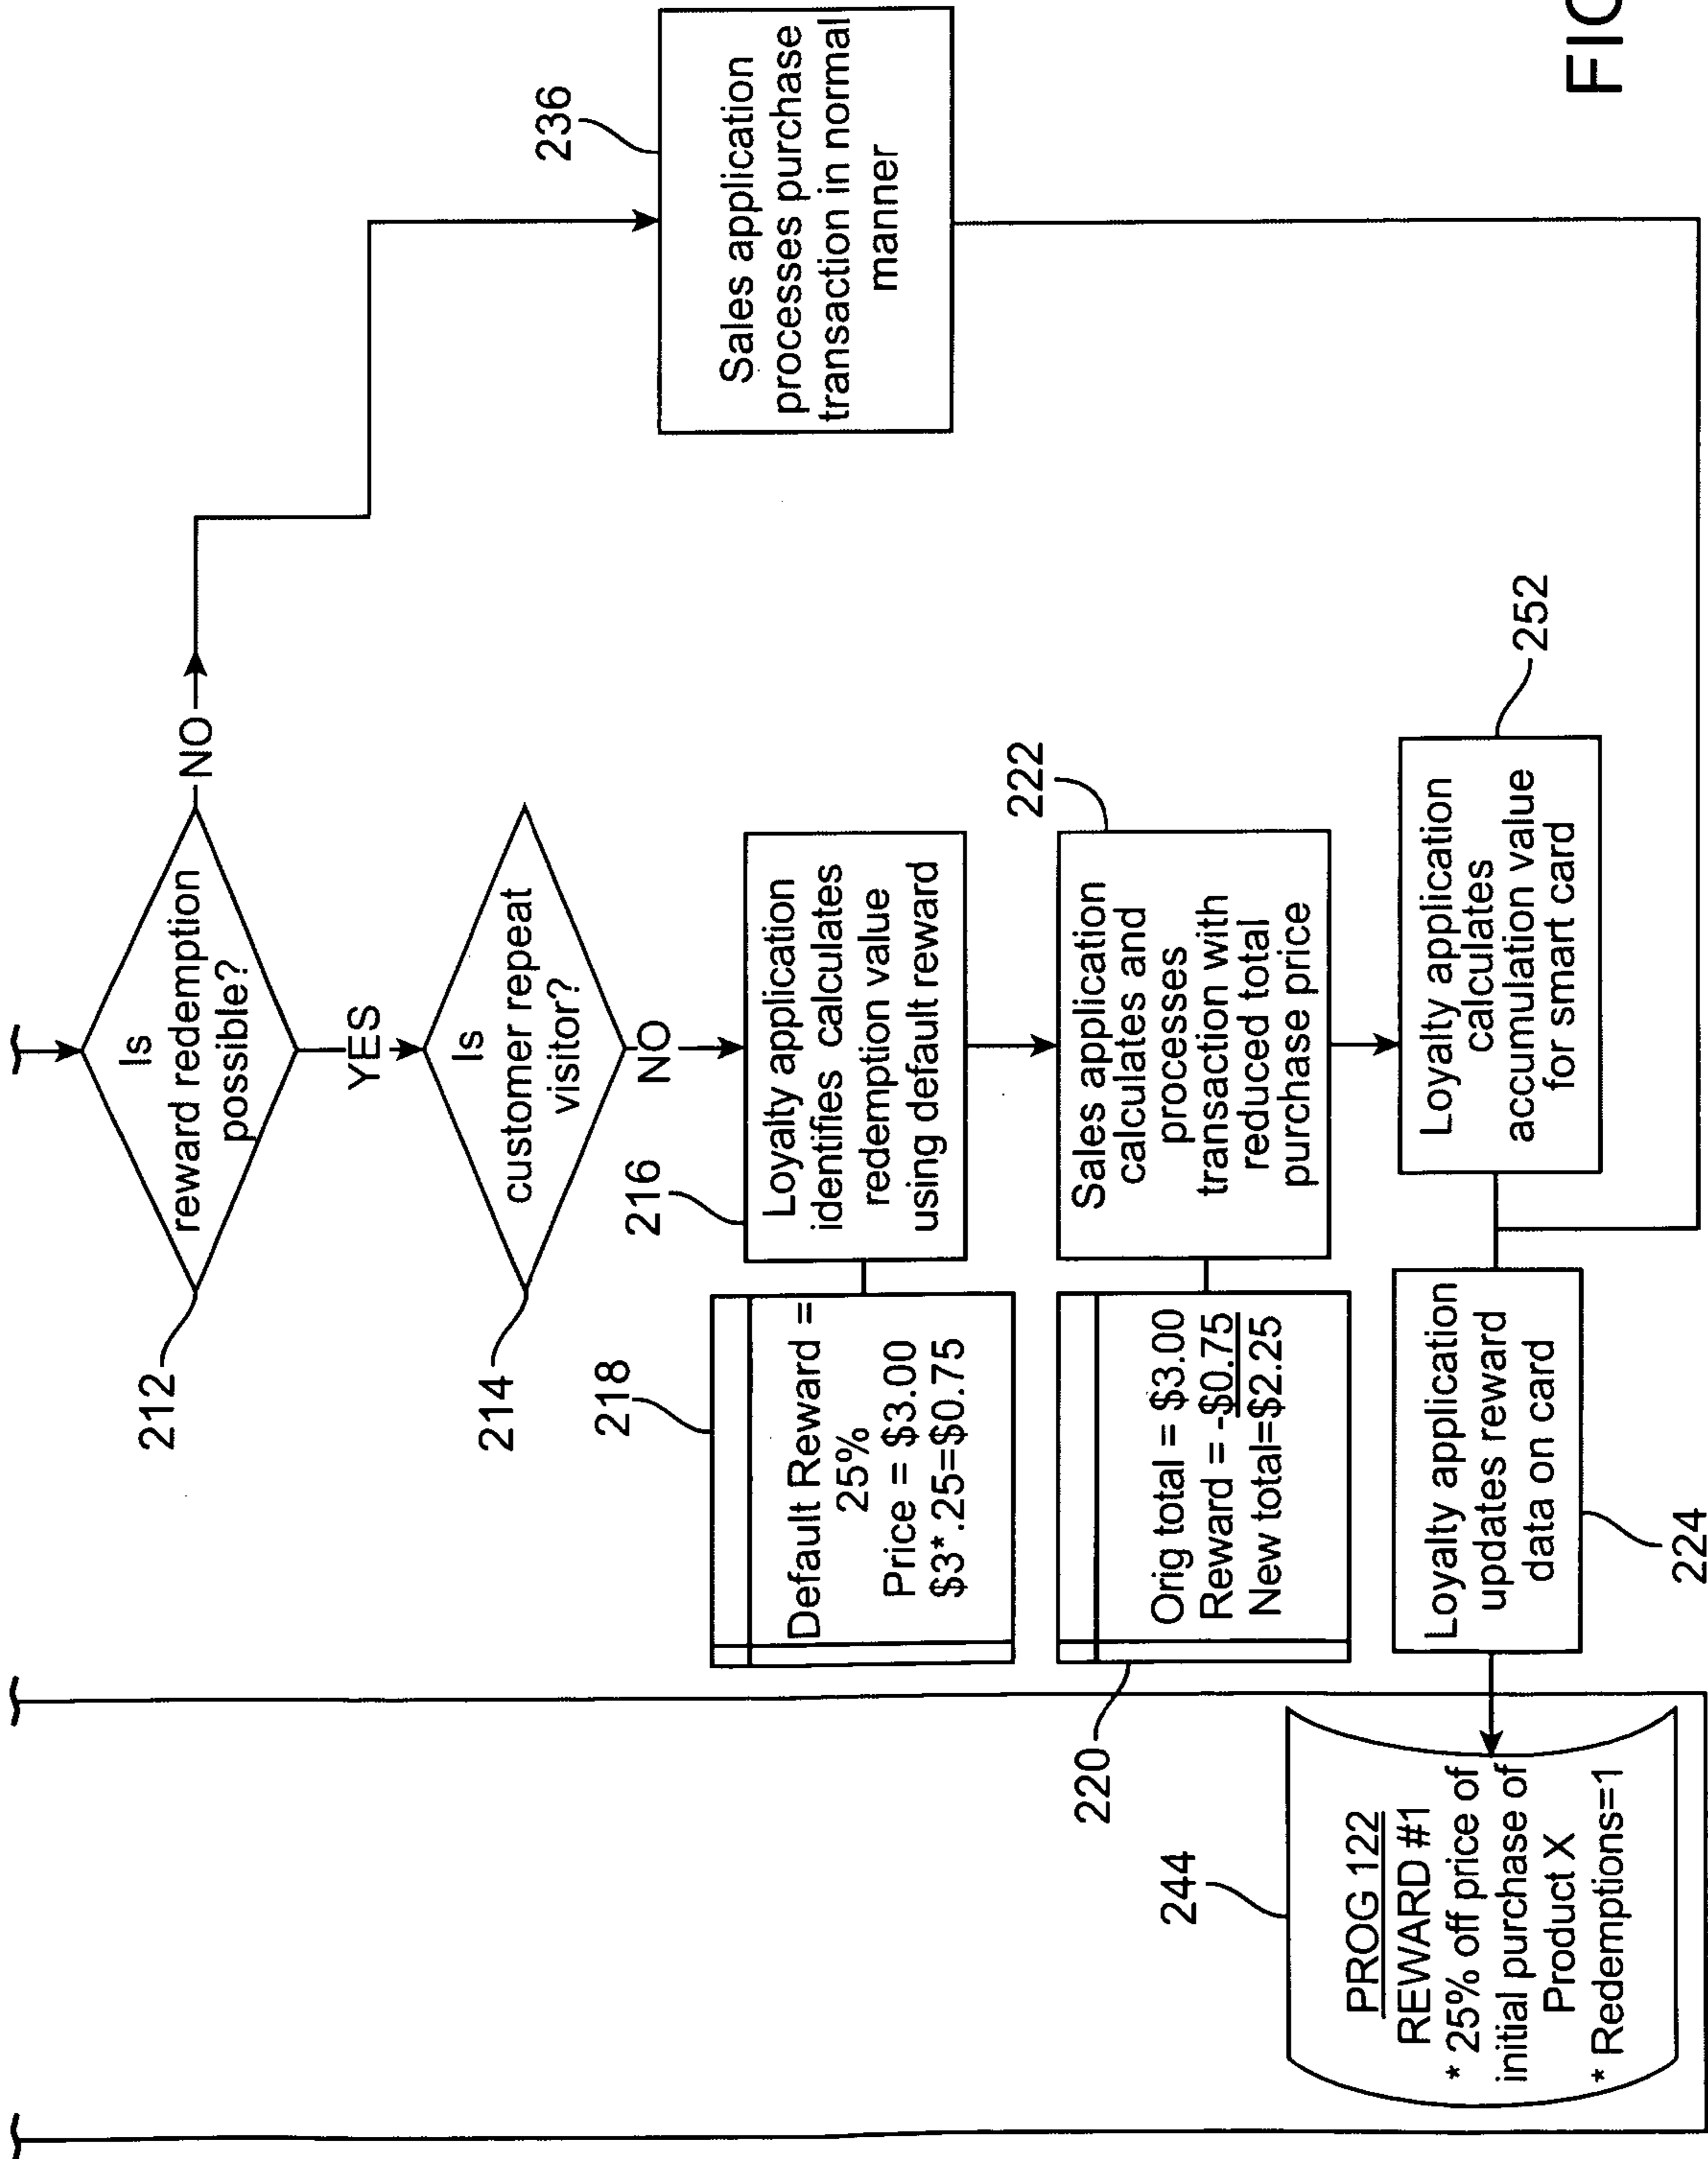 Is
reward redemption
possible?
NO
212
YES
Is
customer repeat
visitor?
214
NO
236
Sales application
processes purchase
transaction in normal
manner
218
216
Default Reward =
25%
Price = $3.00
$3*.25=$0.75
Loyalty application
identifies calculates
redemption value
using default reward
222
Orig total = $3.00
Reward = -$0.75
New total=$2.25
220
Sales application
calculates and
processes
transaction with
reduced total
purchase price
244
PROG 122
REWARD #1
* 25% off price of
initial purchase of
Product X
* Redemptions=1
Loyalty application
updates reward
data on card
224
Loyalty application
calculates
accumulation value
for smart card
252
FIG